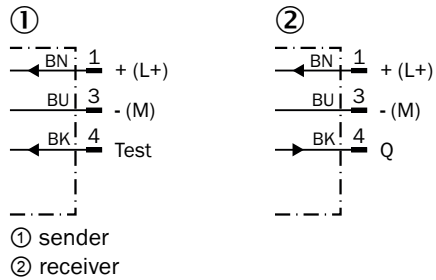 ① ②
BN 1 + (L+) BN 1 + (L+)
BU 3 - (M) BU 3 - (M)
BK 4 Test BK 4 Q
① sender
② receiver